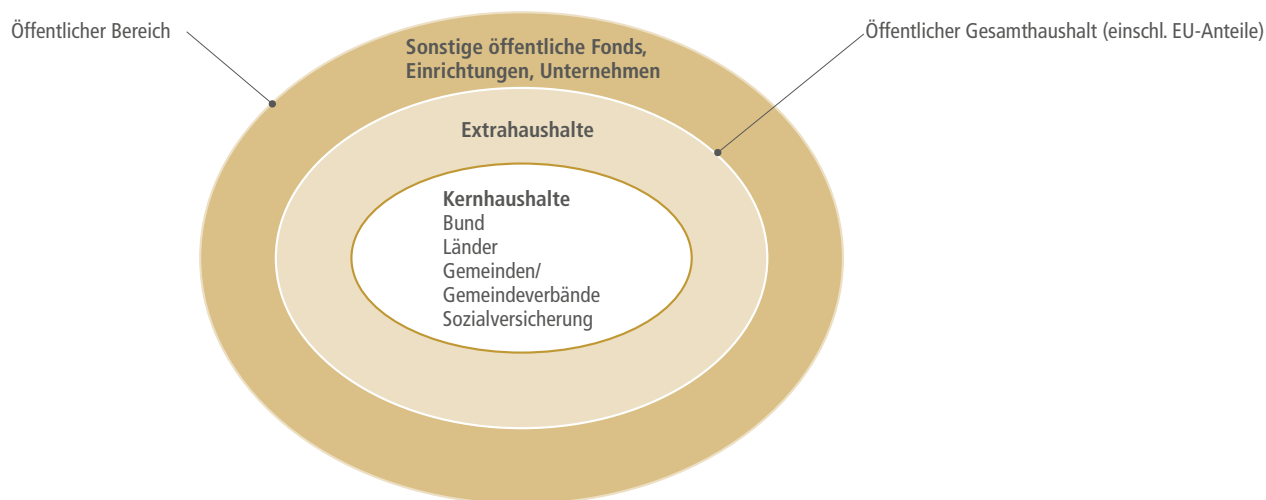 Öffentlicher Bereich
Öffentlicher Gesamthaushalt (einschl. EU-Anteile)
Sonstige öffentliche Fonds,
Einrichtungen, Unternehmen
Extrahaushalte
Kernhaushalte
Bund
Länder
Gemeinden/
Gemeindeverbände
Sozialversicherung